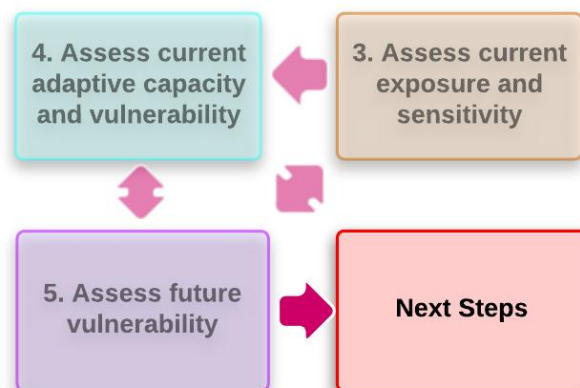 4. Assess current
adaptive capacity
and vulnerability
3. Assess current
exposure and
sensitivity
5. Assess future
vulnerability
Next Steps